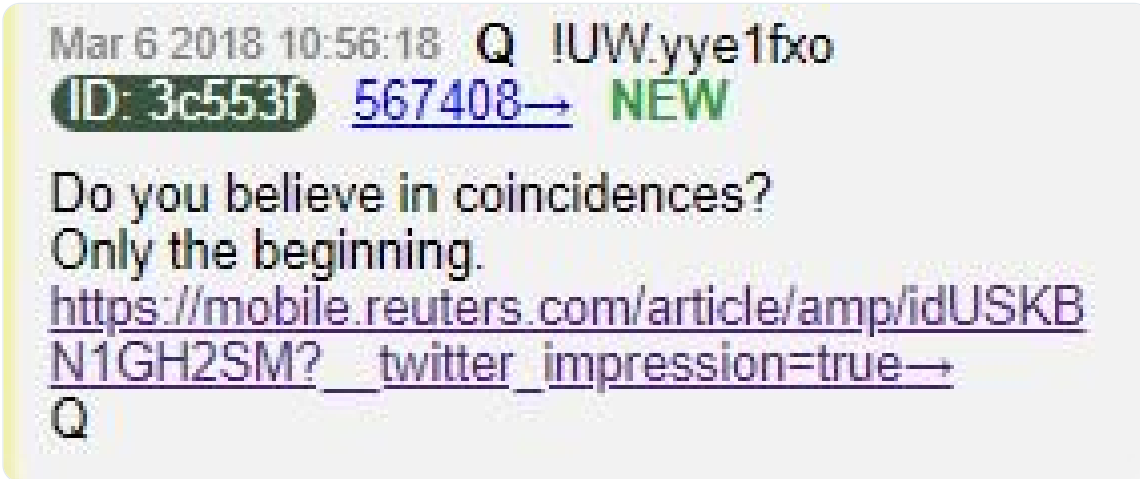 Mar 6 2018 10:56:18 Q !UW.yye1fxo
ID: 3c553f 567408→ NEW
Do you believe in coincidences?
Only the beginning.
https://mobile.reuters.com/article/amp/idUSKB
N1GH2SM?__twitter_impression=true→
Q